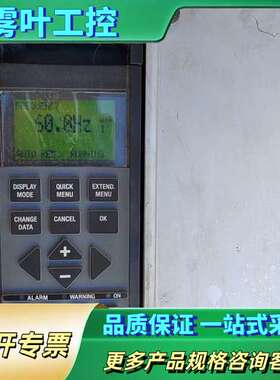 雾叶工控
FREQUENCY
50.0Hz
DISPLAY MODE
QUICK MENU
EXTEND. MENU
CHANGE DATA
CANCEL
OK
ALARM WARNING ON
开专票
品质保证 一站式采
更多产品规格咨询客